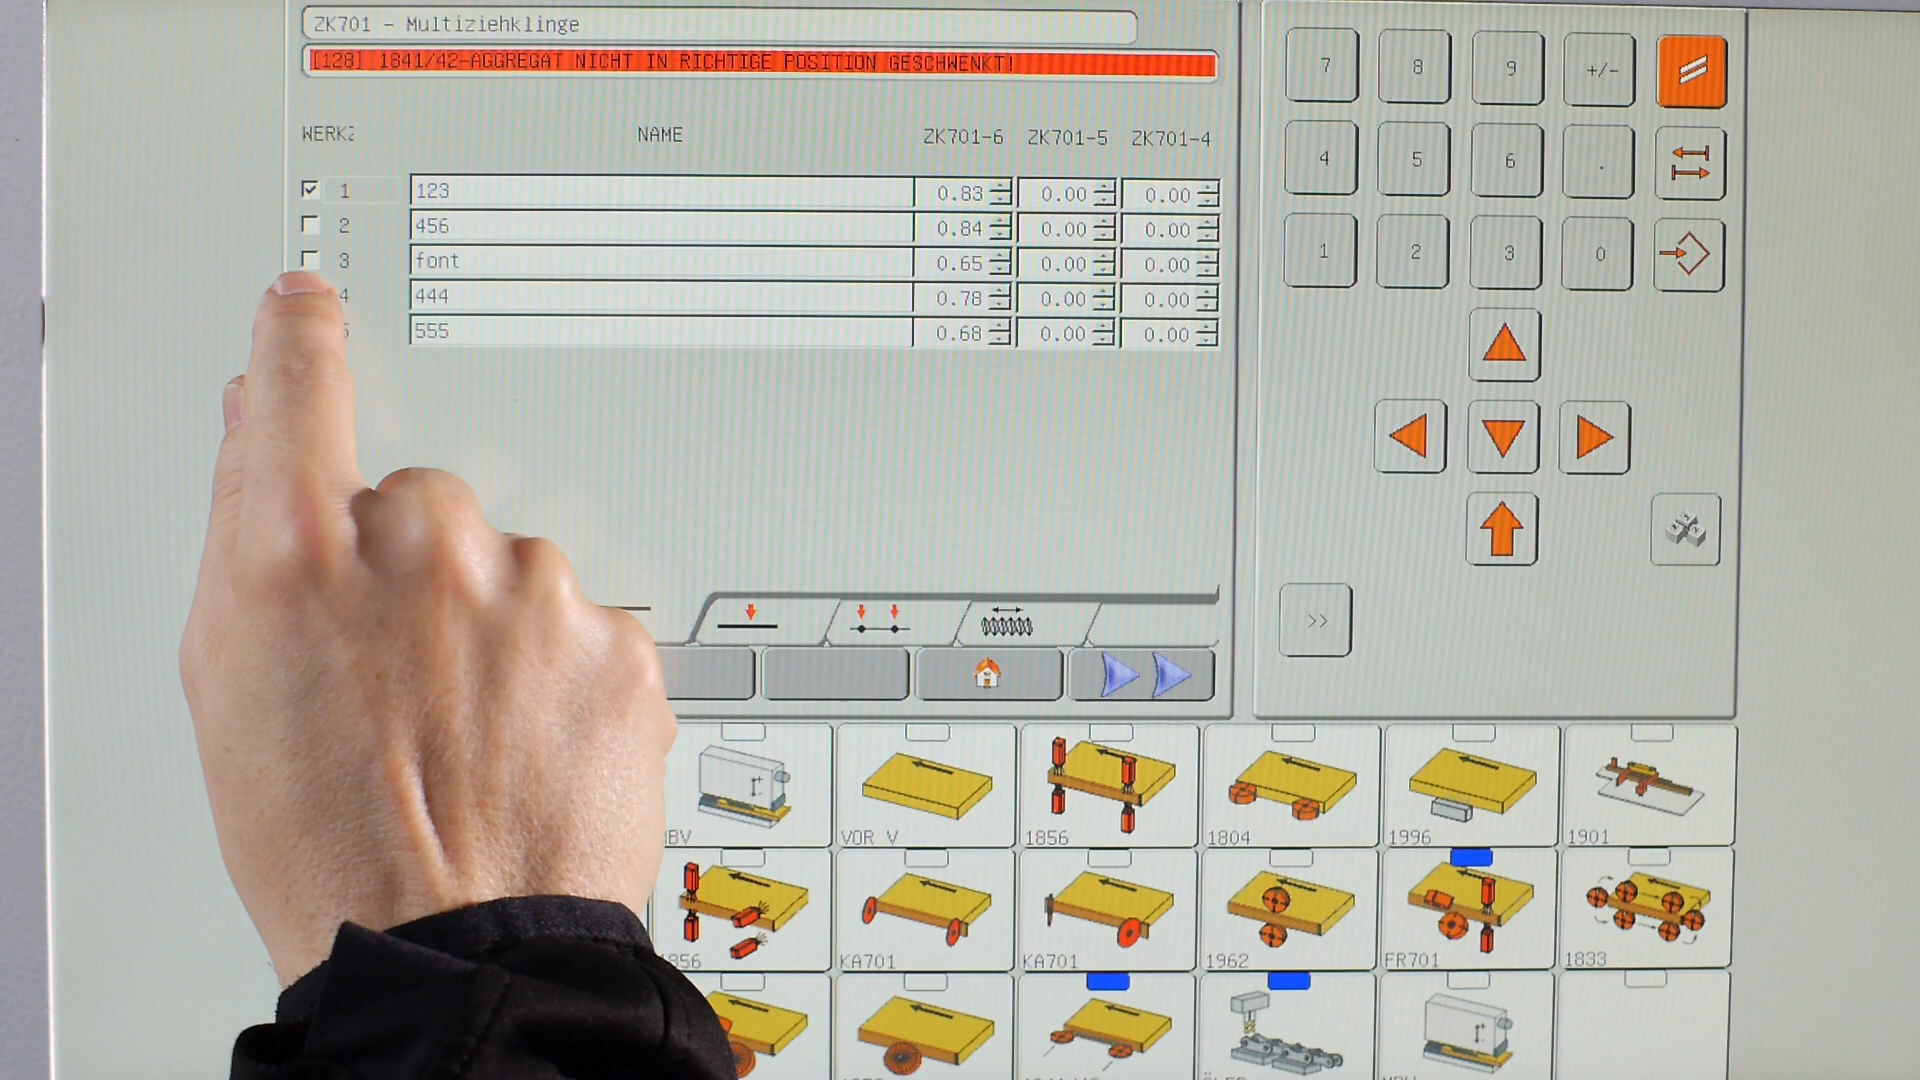 ZK701 - Multiziehklinge
[128] 1841/42-AGGREGAT NICHT IN RICHTIGE POSITION GESCHWENKT!
WERKZ NAME ZK701-6 ZK701-5 ZK701-4
1 123 0.83 0.00 0.00
2 456 0.84 0.00 0.00
3 font 0.65 0.00 0.00
4 444 0.78 0.00 0.00
5 555 0.68 0.00 0.00
7 8 9 +/-
4 5 6 .
1 2 3 0
>>
VOR V 1856 1804 1996 1901
1856 KA701 KA701 1962 FR701 1833